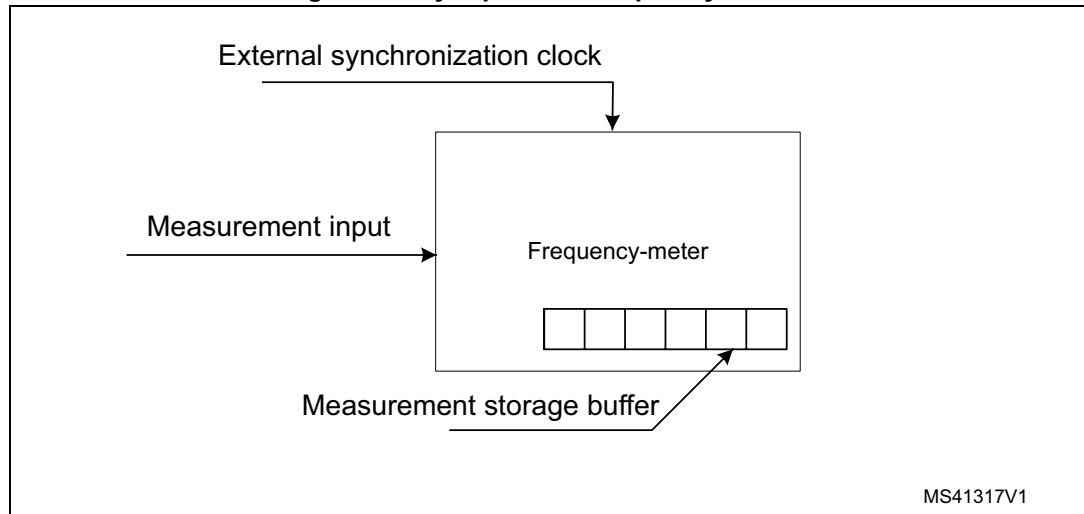 External synchronization clock
Measurement input
Frequency-meter
Measurement storage buffer
MS41317V1